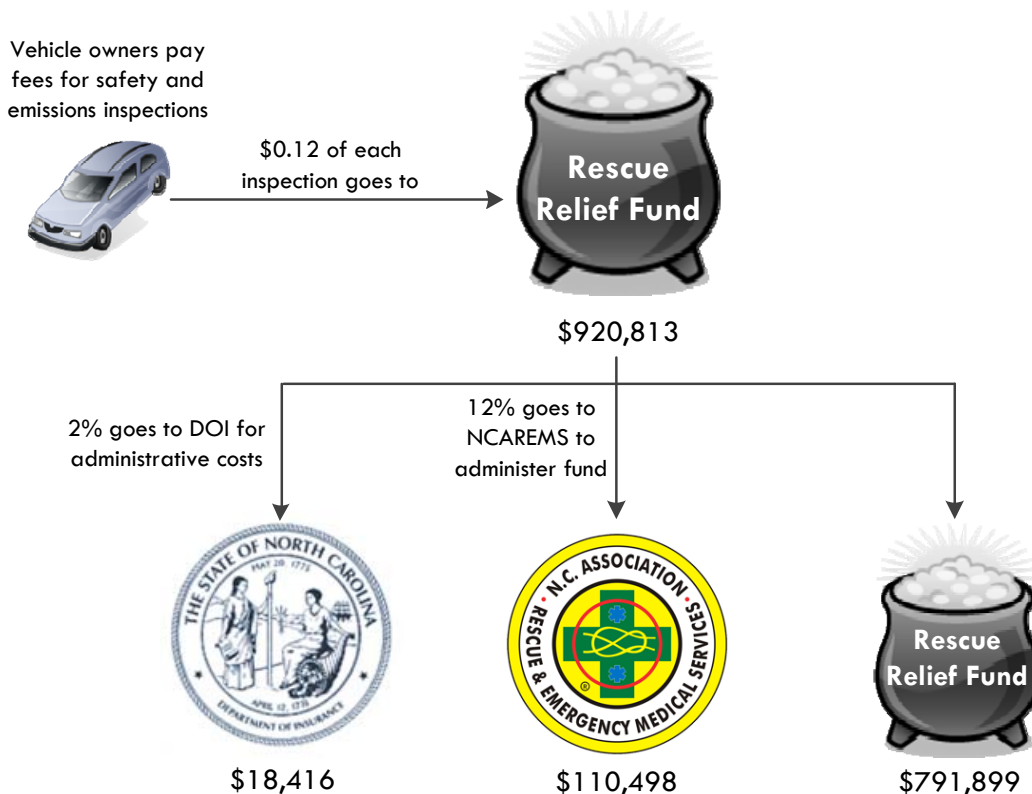 Vehicle owners pay
fees for safety and
emissions inspections
$0.12 of each
inspection goes to
Rescue
Relief Fund
$920,813
2% goes to DOI for
administrative costs
12% goes to
NCAREMS to
administer fund
THE STATE OF NORTH CAROLINA
MAY 20, 1775
APRIL 12, 1776
DEPARTMENT OF INSURANCE
N.C. ASSOCIATION
RESCUE & EMERGENCY MEDICAL SERVICES
®
Rescue
Relief Fund
$18,416
$110,498
$791,899